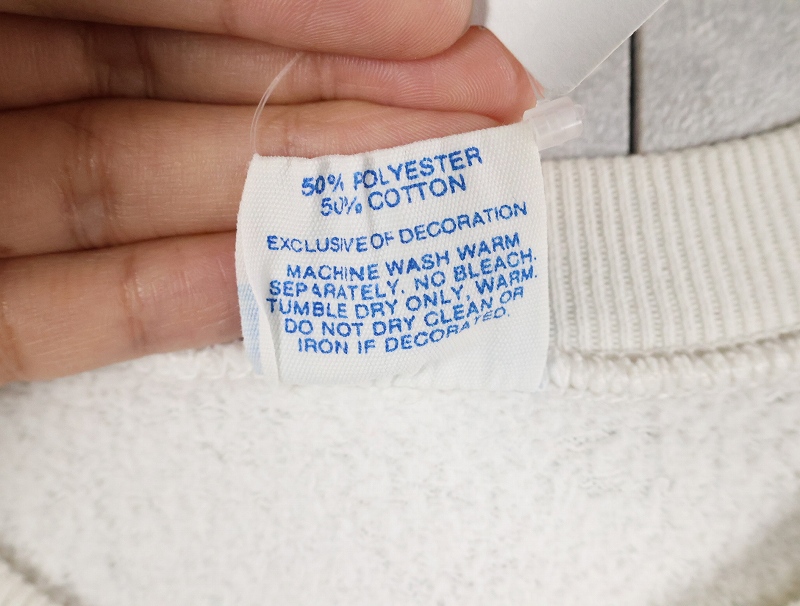 50% POLYESTER
50% COTTON
EXCLUSIVE OF DECORATION
MACHINE WASH WARM
SEPARATELY. NO BLEACH.
TUMBLE DRY ONLY, WARM.
DO NOT DRY CLEAN OR
IRON IF DECORATED.